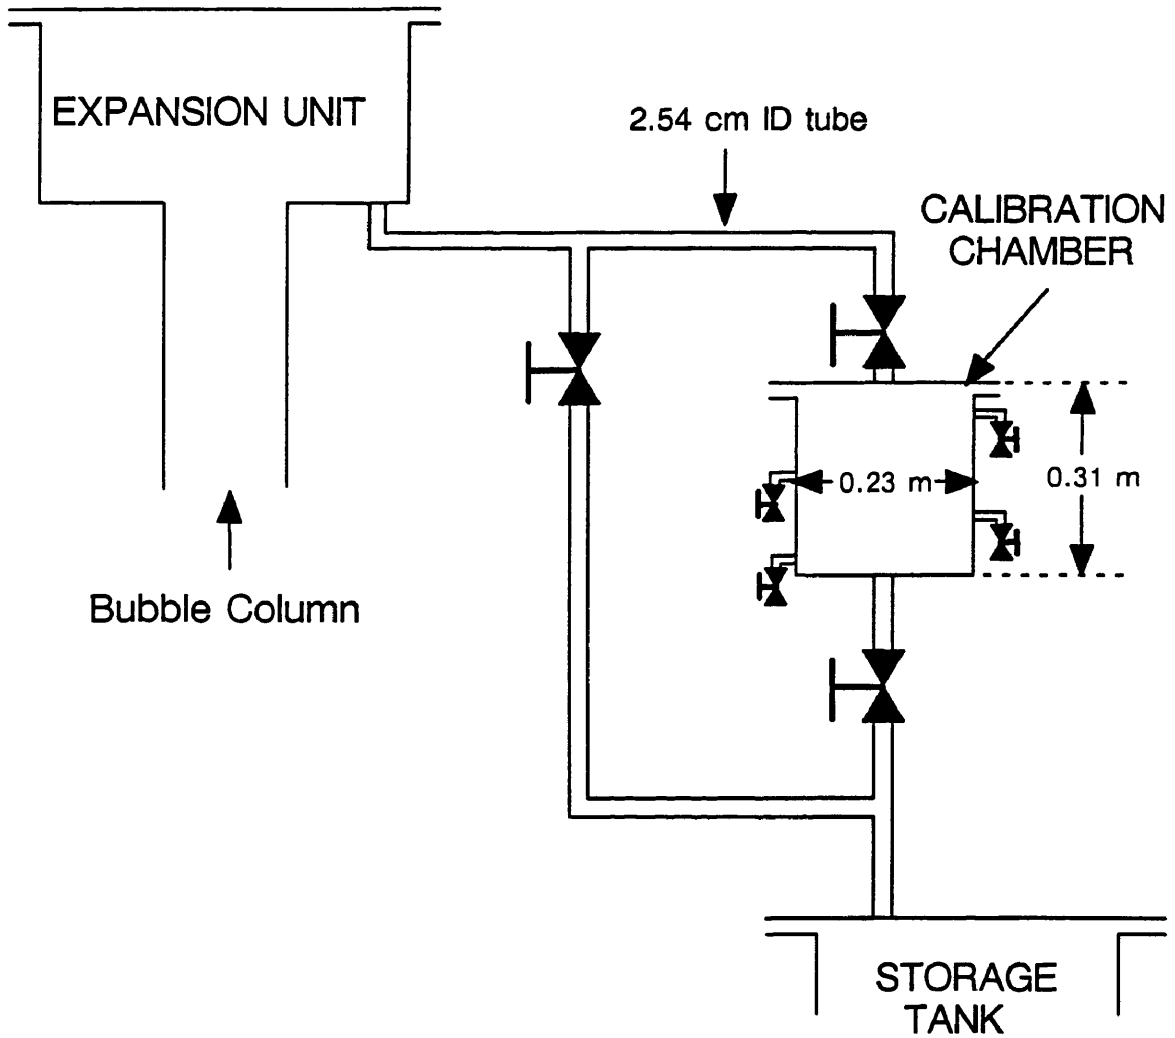 EXPANSION UNIT
2.54 cm ID tube
CALIBRATION
CHAMBER
0.23 m
0.31 m
Bubble Column
STORAGE
TANK